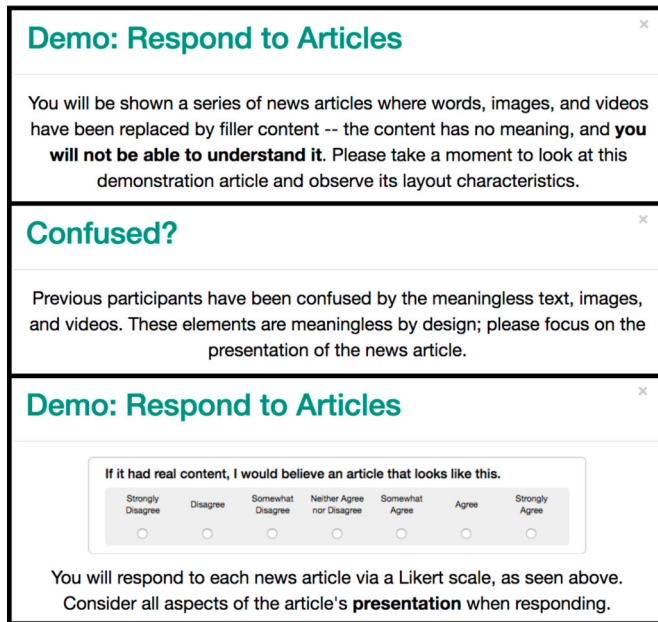 Demo: Respond to Articles
×
You will be shown a series of news articles where words, images, and videos
have been replaced by filler content -- the content has no meaning, and you
will not be able to understand it. Please take a moment to look at this
demonstration article and observe its layout characteristics.
Confused?
×
Previous participants have been confused by the meaningless text, images,
and videos. These elements are meaningless by design; please focus on the
presentation of the news article.
Demo: Respond to Articles
×
If it had real content, I would believe an article that looks like this.
Strongly Disagree Disagree Somewhat Disagree Neither Agree nor Disagree Somewhat Agree Agree Strongly Agree
You will respond to each news article via a Likert scale, as seen above.
Consider all aspects of the article's presentation when responding.